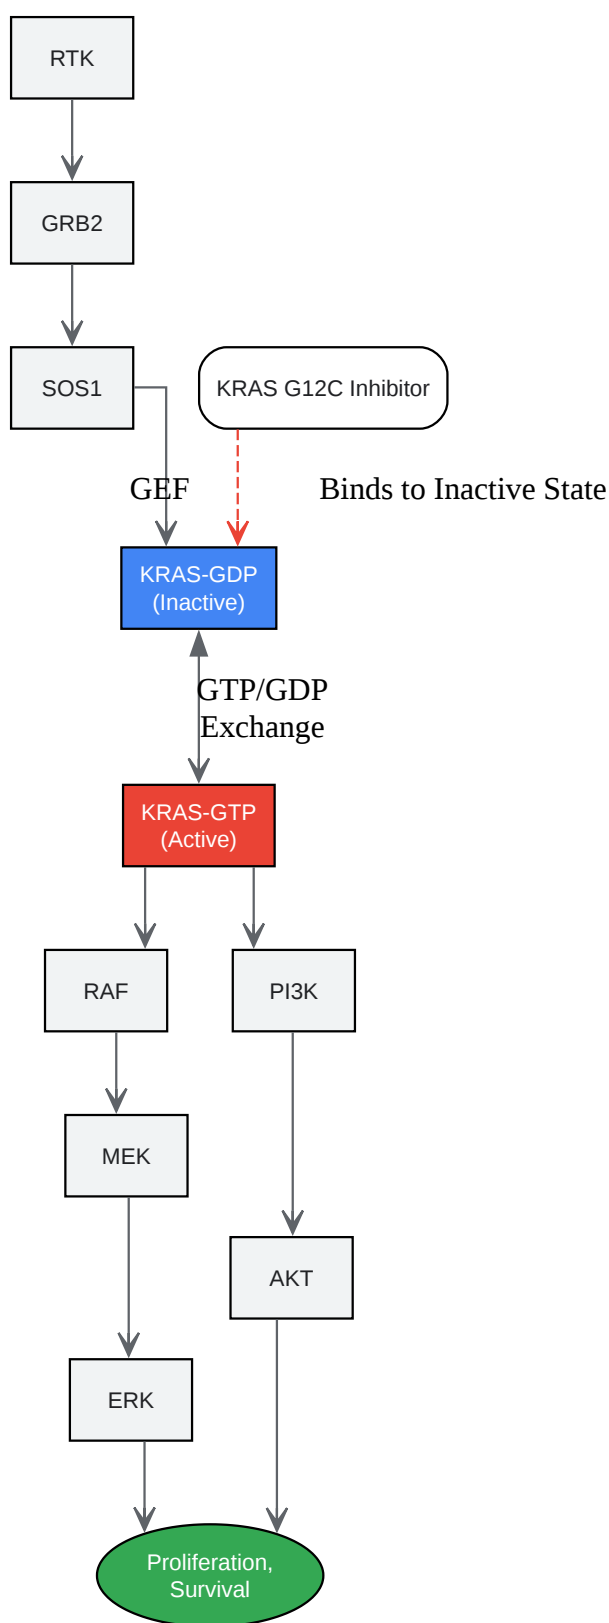 RTK
GRB2
SOS1
KRAS G12C Inhibitor
GEF
Binds to Inactive State
KRAS-GDP
(Inactive)
GTP/GDP
Exchange
KRAS-GTP
(Active)
RAF
PI3K
MEK
AKT
ERK
Proliferation,
Survival